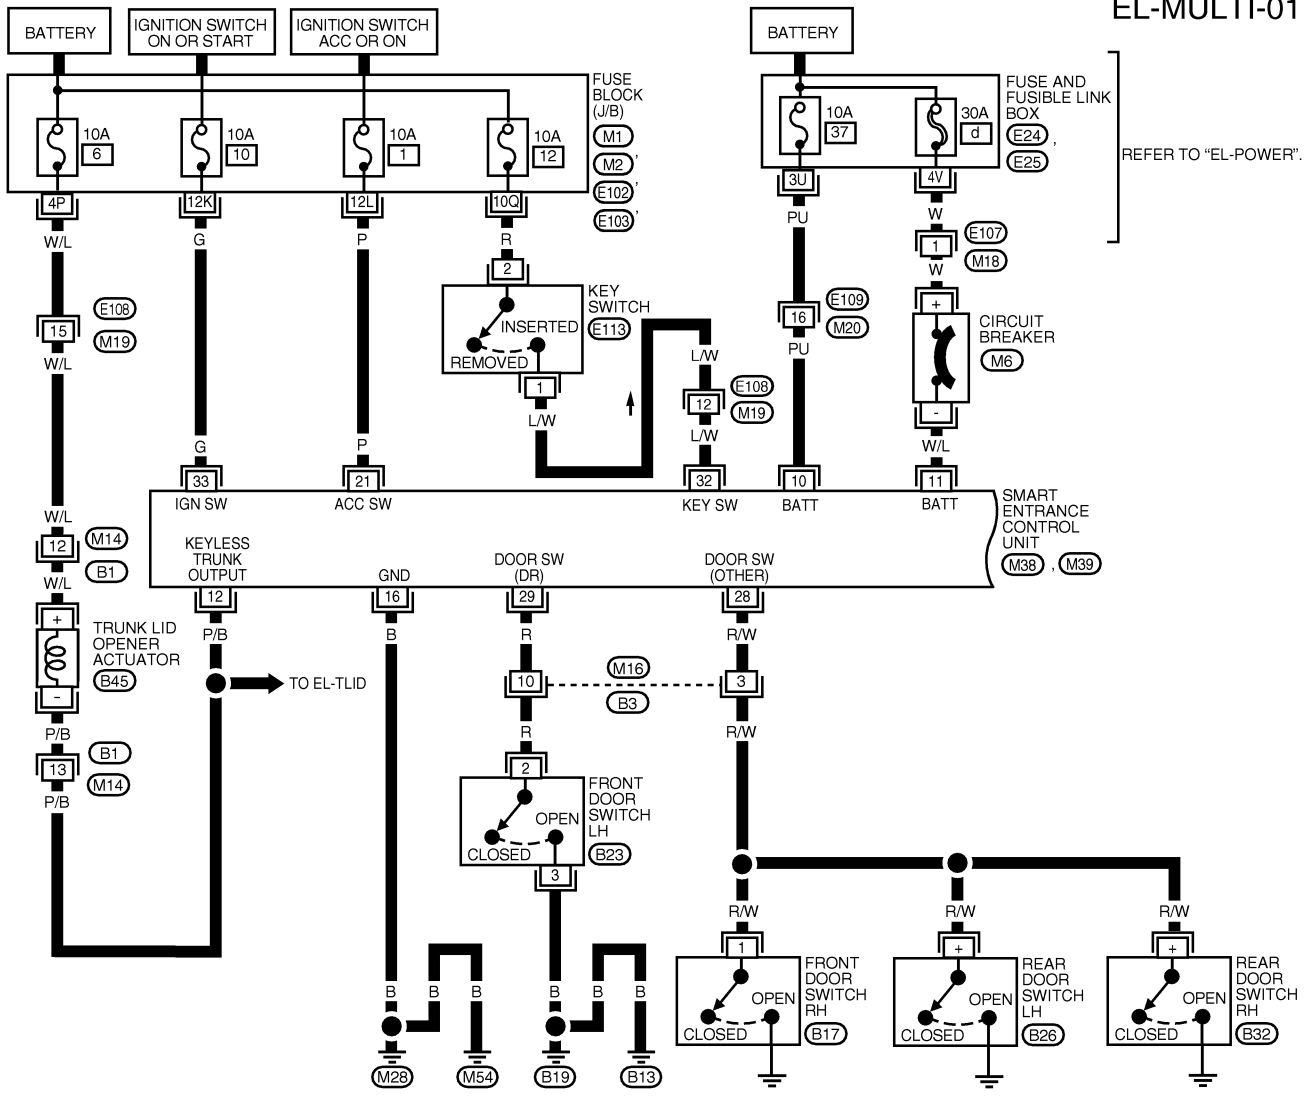 EL-MULTI-01
BATTERY
IGNITION SWITCH
ON OR START
IGNITION SWITCH
ACC OR ON
BATTERY
FUSE
BLOCK
(J/B)
M1
M2 ,
E102 ,
E103 ,
10A
6
10A
10
10A
1
10A
12
10A
37
30A
d
FUSE AND
FUSIBLE LINK
BOX
E24 ,
E25
REFER TO “EL-POWER”.
4P
12K
12L
10Q
3U
4V
W/L
G
P
R
PU
W
2
1
E107
M18
W
KEY
SWITCH
E113
INSERTED
REMOVED
1
L/W
15
E108
M19
W/L
16
E109
M20
PU
+
-
CIRCUIT
BREAKER
M6
L/W
12
E108
M19
L/W
G
P
W/L
33
21
32
10
11
IGN SW
ACC SW
KEY SW
BATT
BATT
SMART
ENTRANCE
CONTROL
UNIT
M38 , M39
W/L
12
M14
B1
W/L
KEYLESS
TRUNK
OUTPUT
GND
DOOR SW
(DR)
DOOR SW
(OTHER)
12
16
29
28
P/B
B
R
R/W
+
-
TRUNK LID
OPENER
ACTUATOR
B45
TO EL-TLID
10
M16
B3
3
P/B
R
R/W
13
B1
M14
P/B
2
FRONT
DOOR
SWITCH
LH
B23
OPEN
CLOSED
3
R/W
R/W
R/W
1
+
+
B
B
B
B
B
B
M28
M54
B19
B13
FRONT
DOOR
SWITCH
RH
B17
OPEN
CLOSED
REAR
DOOR
SWITCH
LH
B26
OPEN
CLOSED
REAR
DOOR
SWITCH
RH
B32
OPEN
CLOSED